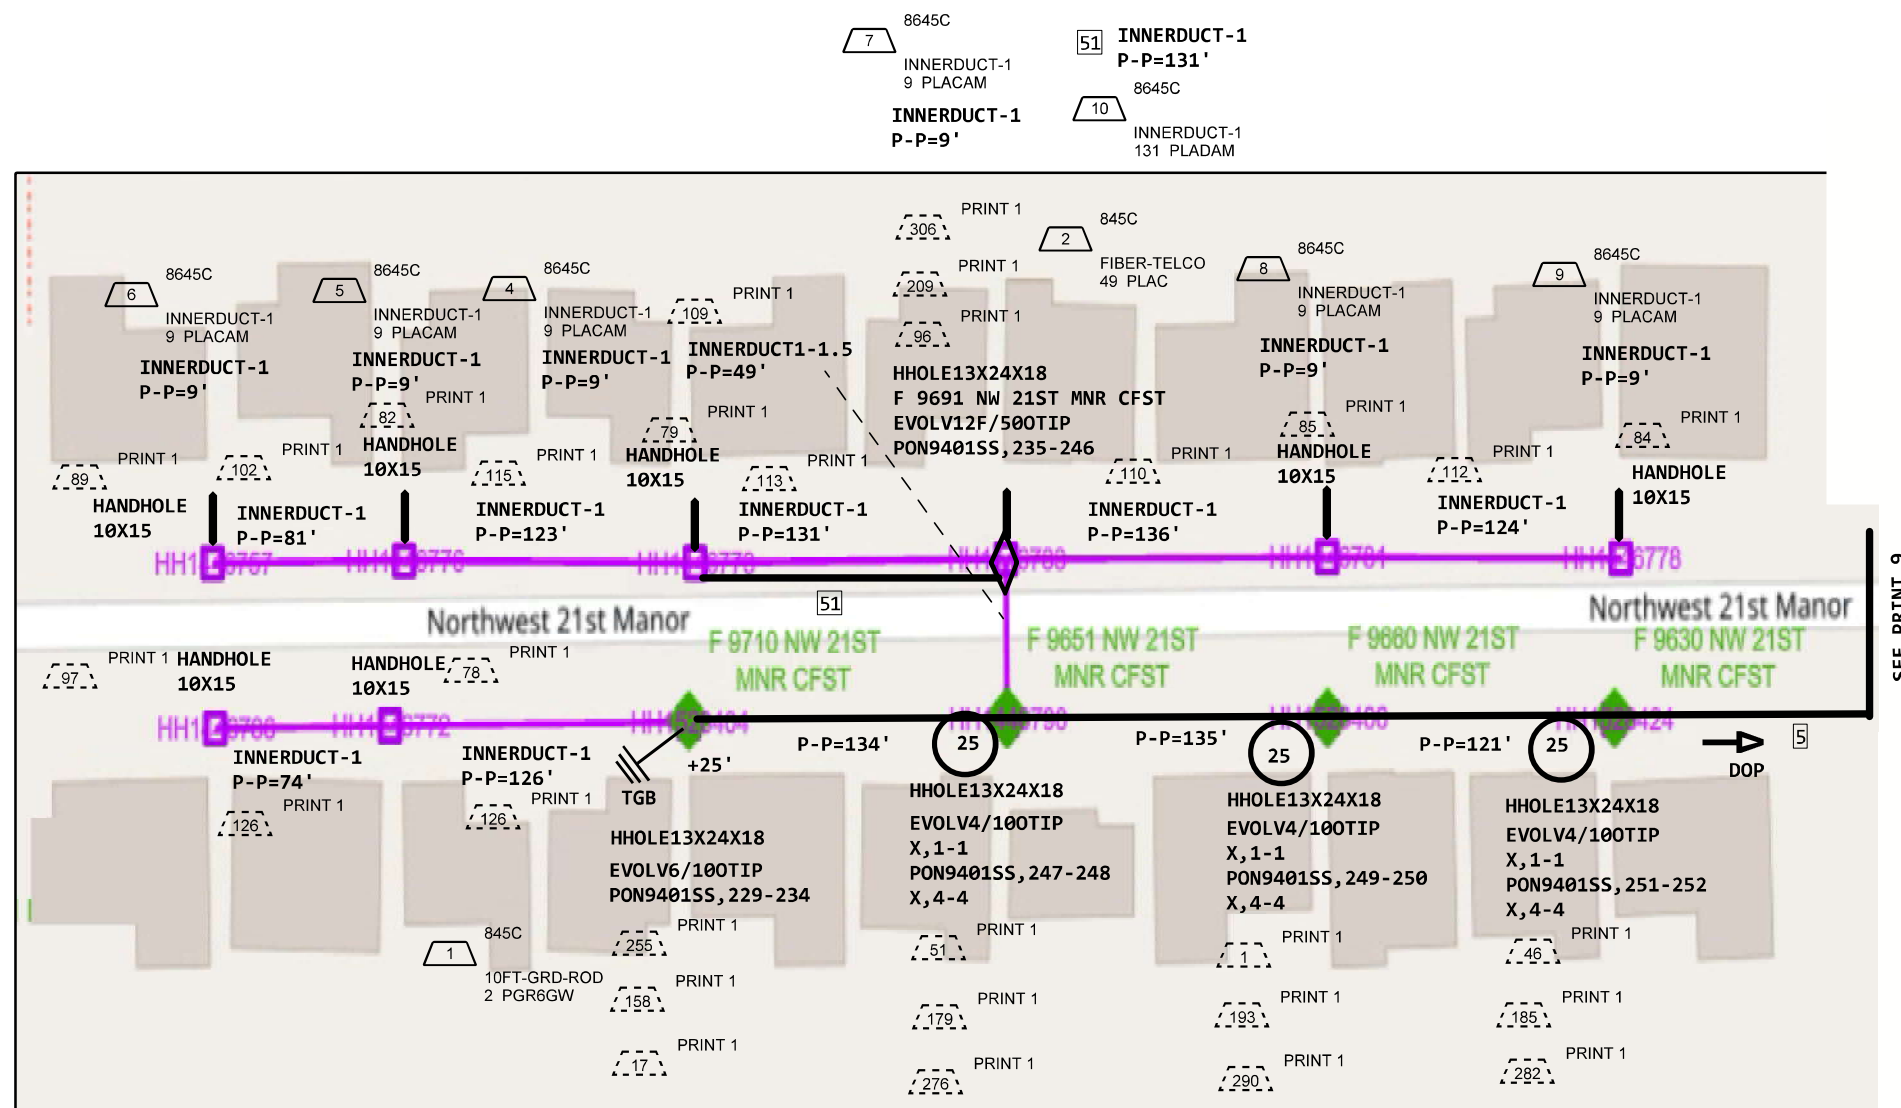 7
8645C
INNERDUCT-1
9 PLACAM
INNERDUCT-1
P-P=9'
51
INNERDUCT-1
P-P=131'
10
8645C
INNERDUCT-1
131 PLADAM
306
PRINT 1
2
845C
FIBER-TELCO
49 PLAC
209
PRINT 1
96
PRINT 1
6
8645C
INNERDUCT-1
9 PLACAM
INNERDUCT-1
P-P=9'
5
8645C
INNERDUCT-1
9 PLACAM
INNERDUCT-1
P-P=9'
4
8645C
INNERDUCT-1
9 PLACAM
INNERDUCT-1
P-P=9'
109
PRINT 1
INNERDUCT1-1.5
P-P=49'
HHOLE13X24X18
F 9691 NW 21ST MNR CFST
EVOLV12F/500TIP
PON9401SS,235-246
8
8645C
INNERDUCT-1
9 PLACAM
INNERDUCT-1
P-P=9'
9
8645C
INNERDUCT-1
9 PLACAM
INNERDUCT-1
P-P=9'
89
PRINT 1
HANDHOLE
10X15
102
PRINT 1
INNERDUCT-1
P-P=81'
82
PRINT 1
HANDHOLE
10X15
115
PRINT 1
INNERDUCT-1
P-P=123'
79
PRINT 1
HANDHOLE
10X15
113
PRINT 1
INNERDUCT-1
P-P=131'
110
PRINT 1
INNERDUCT-1
P-P=136'
85
PRINT 1
HANDHOLE
10X15
112
PRINT 1
INNERDUCT-1
P-P=124'
84
PRINT 1
HANDHOLE
10X15
51
Northwest 21st Manor
Northwest 21st Manor
SEE PRINT 9
F 9710 NW 21ST
MNR CFST
F 9651 NW 21ST
MNR CFST
F 9660 NW 21ST
MNR CFST
F 9630 NW 21ST
MNR CFST
97
PRINT 1
HANDHOLE
10X15
HANDHOLE
10X15
78
PRINT 1
INNERDUCT-1
P-P=74'
126
PRINT 1
INNERDUCT-1
P-P=126'
126
PRINT 1
+25'
TGB
P-P=134'
25
P-P=135'
25
P-P=121'
25
DOP
5
HHOLE13X24X18
EVOLV6/100TIP
PON9401SS,229-234
HHOLE13X24X18
EVOLV4/100TIP
X,1-1
PON9401SS,247-248
X,4-4
HHOLE13X24X18
EVOLV4/100TIP
X,1-1
PON9401SS,249-250
X,4-4
HHOLE13X24X18
EVOLV4/100TIP
X,1-1
PON9401SS,251-252
X,4-4
1
845C
10FT-GRD-ROD
2 PGR6GW
255
PRINT 1
158
PRINT 1
17
PRINT 1
51
PRINT 1
179
PRINT 1
276
PRINT 1
1
PRINT 1
193
PRINT 1
290
PRINT 1
46
PRINT 1
185
PRINT 1
282
PRINT 1